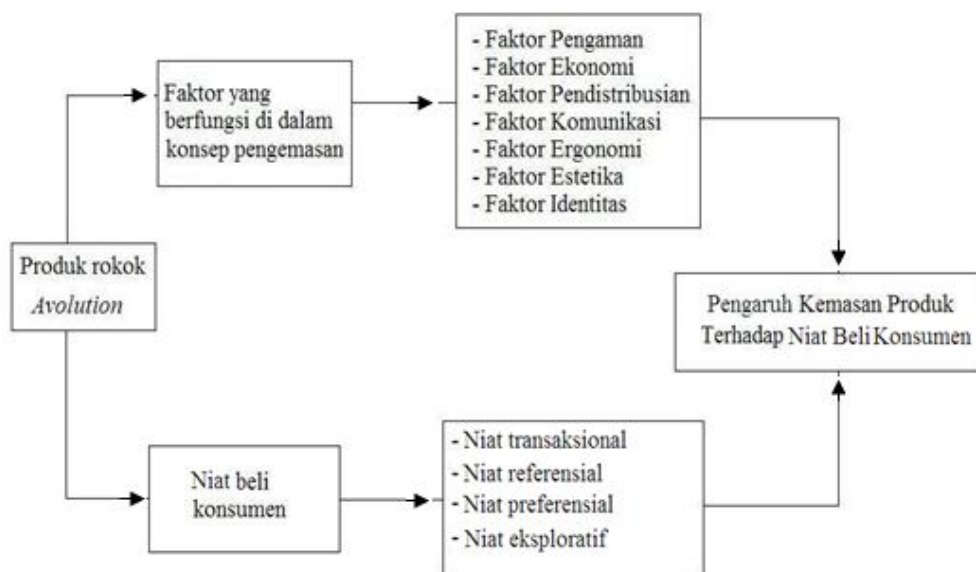 Produk rokok
Avolution
Faktor yang
berfungsi di dalam
konsep pengemasan
- Faktor Pengaman
- Faktor Ekonomi
- Faktor Pendistribusian
- Faktor Komunikasi
- Faktor Ergonomi
- Faktor Estetika
- Faktor Identitas
Niat beli
konsumen
- Niat transaksional
- Niat referensial
- Niat preferensial
- Niat eksploratif
Pengaruh Kemasan Produk
Terhadap Niat Beli Konsumen